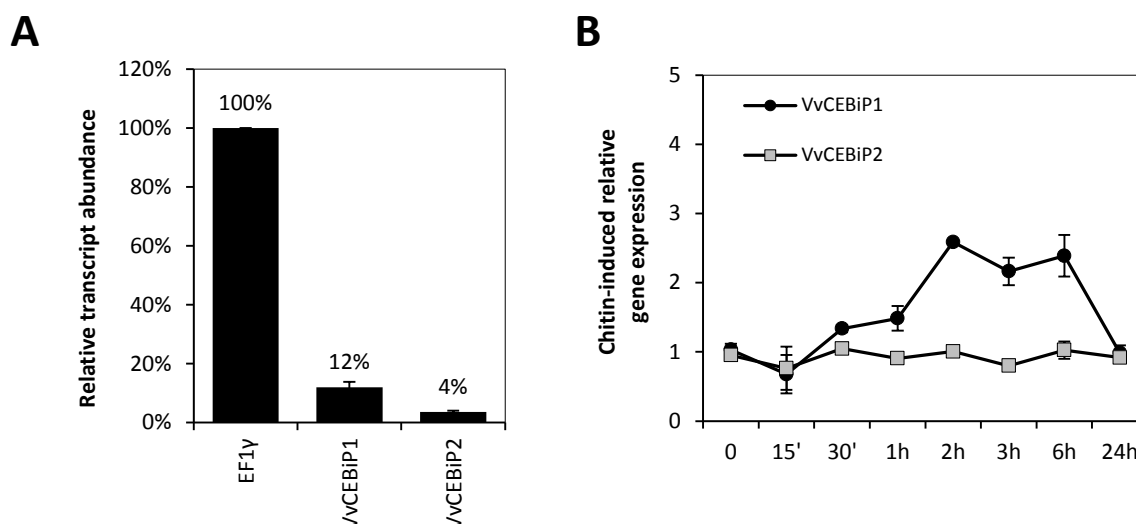 A
Relative transcript abundance
120%
100%
80%
60%
40%
20%
0%
100%
12%
4%
EF1γ
VvCEBiP1
VvCEBiP2
B
Chitin-induced relative
gene expression
5
4
3
2
1
0
VvCEBiP1
VvCEBiP2
0 15' 30' 1h 2h 3h 6h 24h